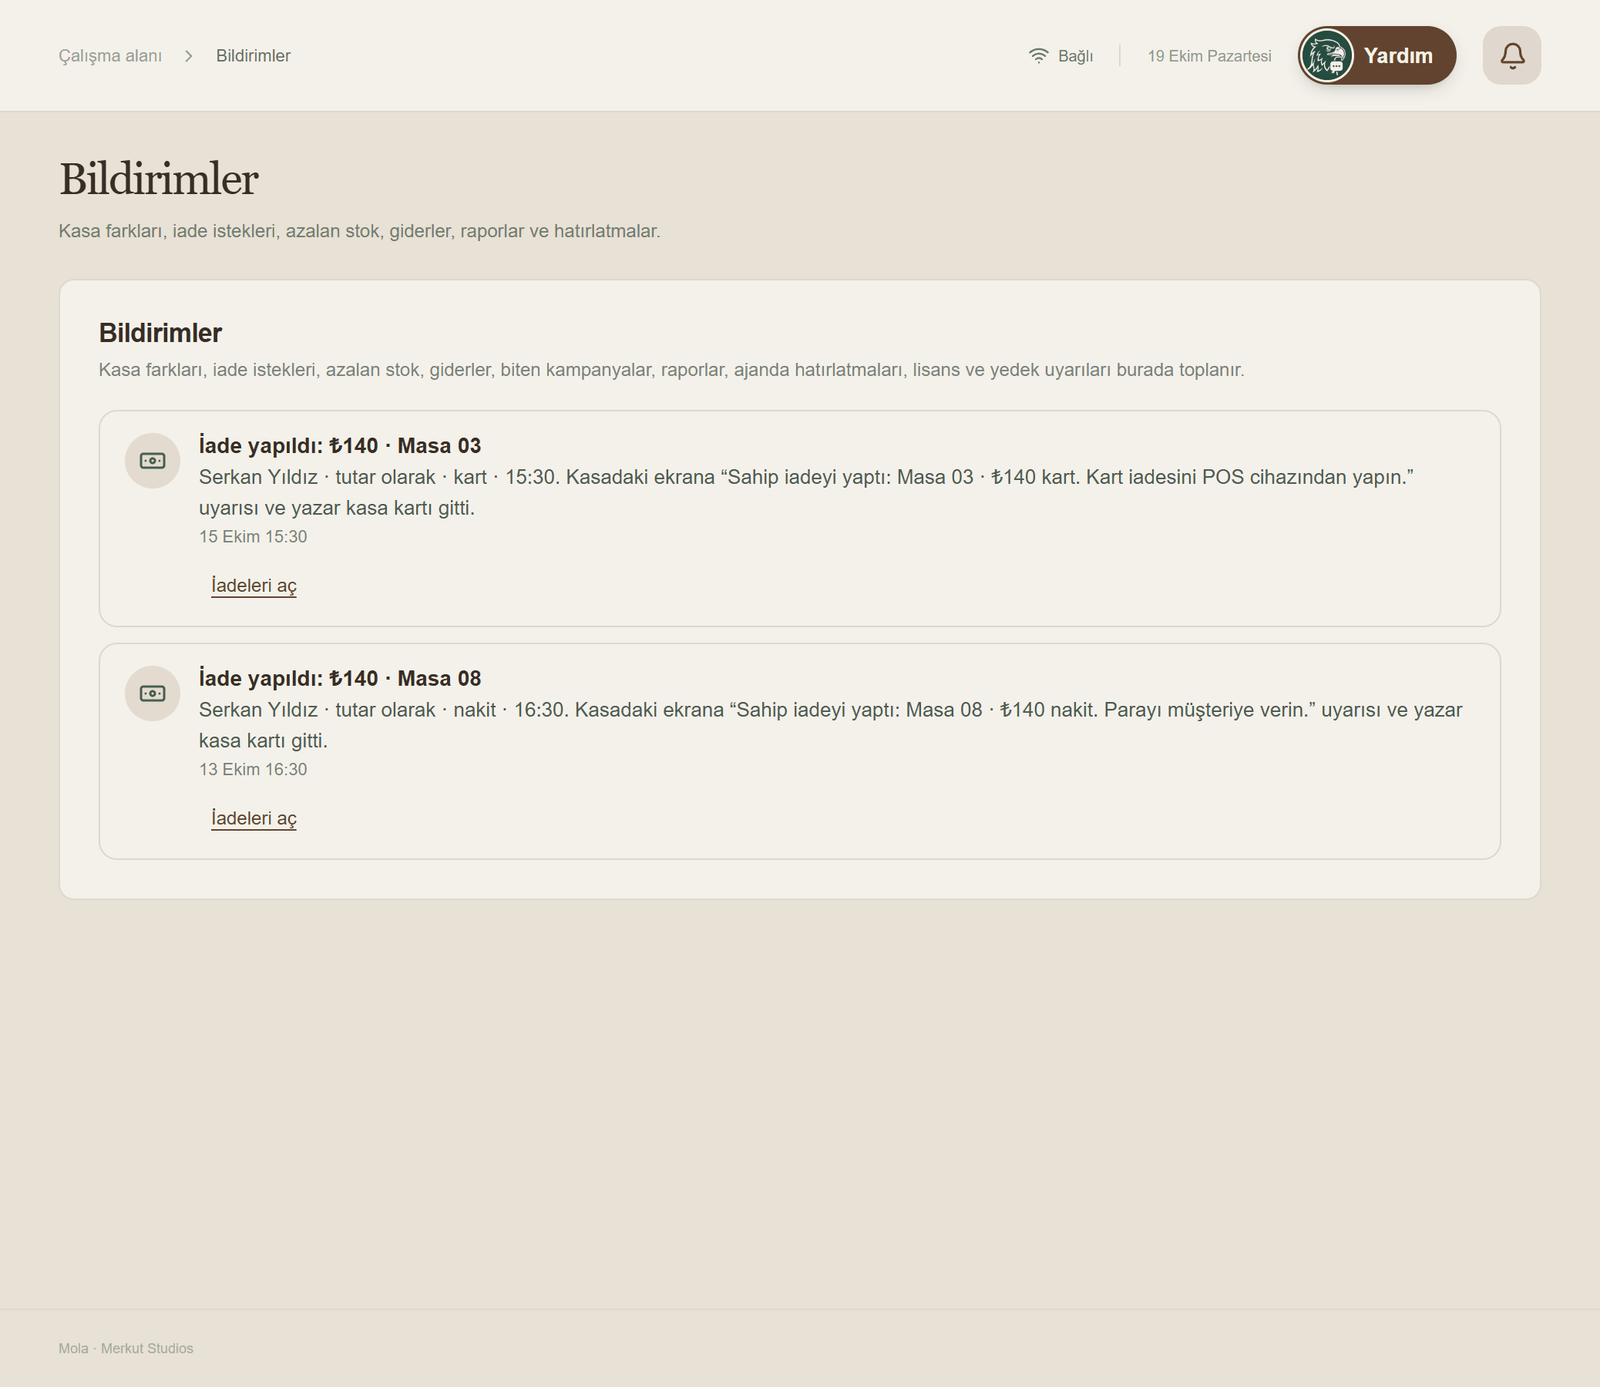 Çalışma alanı > Bildirimler
Bağlı
19 Ekim Pazartesi
Yardım
Bildirimler
Kasa farkları, iade istekleri, azalan stok, giderler, raporlar ve hatırlatmalar.
Bildirimler
Kasa farkları, iade istekleri, azalan stok, giderler, biten kampanyalar, raporlar, ajanda hatırlatmaları, lisans ve yedek uyarıları burada toplanır.
İade yapıldı: ₺140 · Masa 03
Serkan Yıldız · tutar olarak · kart · 15:30. Kasadaki ekrana “Sahip iadeyi yaptı: Masa 03 · ₺140 kart. Kart iadesini POS cihazından yapın.”
uyarısı ve yazar kasa kartı gitti.
15 Ekim 15:30
İadeleri aç
İade yapıldı: ₺140 · Masa 08
Serkan Yıldız · tutar olarak · nakit · 16:30. Kasadaki ekrana “Sahip iadeyi yaptı: Masa 08 · ₺140 nakit. Parayı müşteriye verin.” uyarısı ve yazar
kasa kartı gitti.
13 Ekim 16:30
İadeleri aç
Mola · Merkut Studios